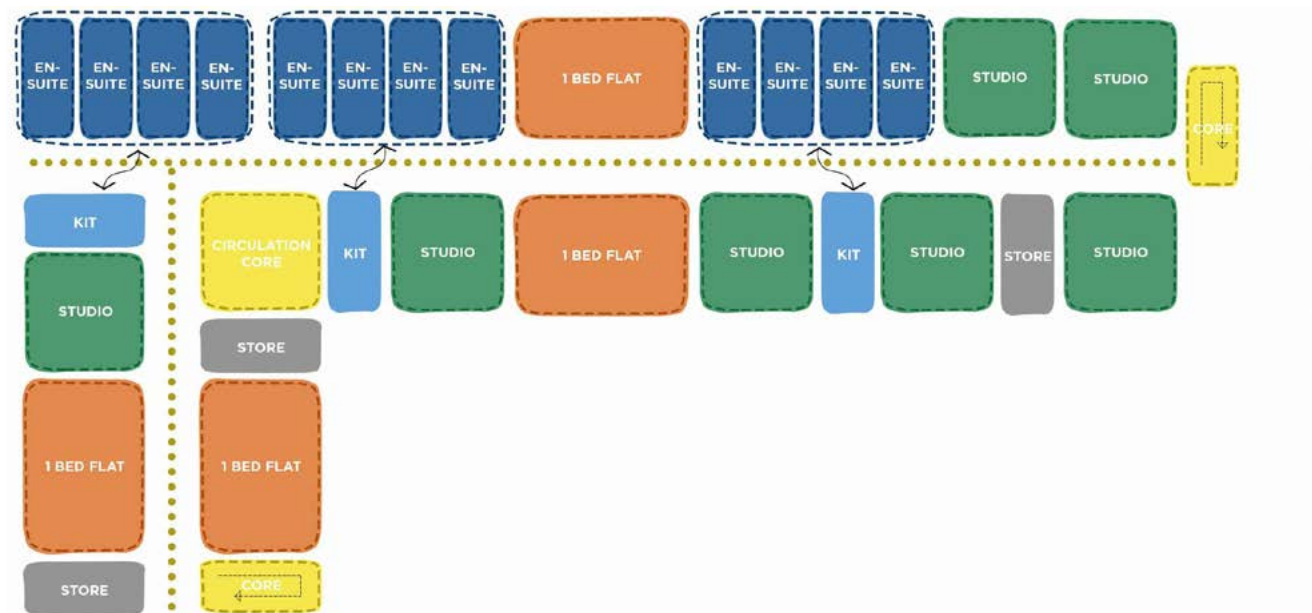 EN-
SUITE
EN-
SUITE
EN-
SUITE
EN-
SUITE
EN-
SUITE
EN-
SUITE
EN-
SUITE
EN-
SUITE
1 BED FLAT
EN-
SUITE
EN-
SUITE
EN-
SUITE
EN-
SUITE
STUDIO
STUDIO
CORE
KIT
CIRCULATION
CORE
KIT
STUDIO
1 BED FLAT
STUDIO
KIT
STUDIO
STORE
STUDIO
STUDIO
STORE
1 BED FLAT
1 BED FLAT
STORE
CORE